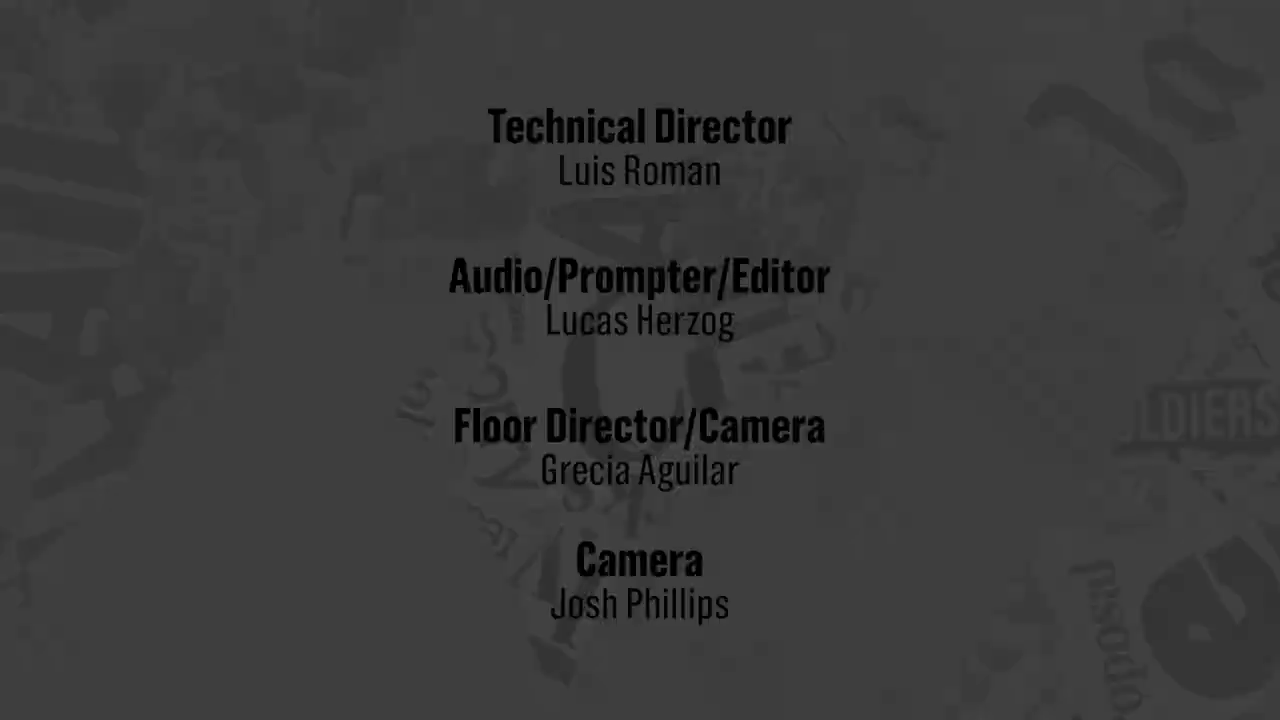 Technical Director
Luis Roman
Audio/Prompter/Editor
Lucas Herzog
Floor Director/Camera
Grecia Aguilar
Camera
Josh Phillips